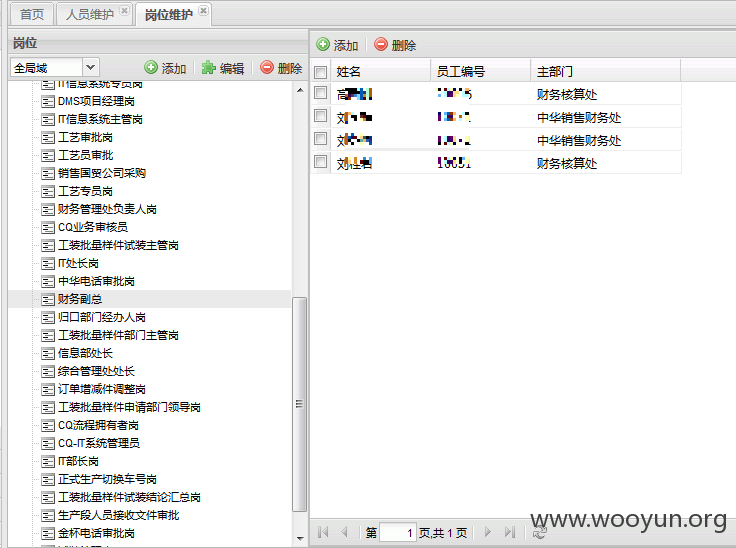 首页 人员维护 岗位维护
岗位
全局域 添加 编辑 删除
IT信息系统专员岗
DMS项目经理岗
IT信息系统主管岗
工艺审批岗
工艺员审批
销售国贸公司采购
工艺专员岗
财务管理处负责人岗
CQ业务审核员
工装批量样件试装主管岗
IT处长岗
中华电话审批岗
财务副总
归口部门经办人岗
工装批量样件部门主管岗
信息部处长
综合管理处处长
订单增减件调整岗
工装批量样件申请部门领导岗
CQ流程拥有者岗
CQ-IT系统管理员
IT部长岗
正式生产切换车号岗
工装批量样件试装结论汇总岗
生产段人员接收文件审批
金杯电话审批岗
添加 删除
姓名 员工编号 主部门
财务核算处
刘 中华销售财务处
刘 中华销售财务处
刘 财务核算处
第 1 页,共 1 页
www.wooyun.org